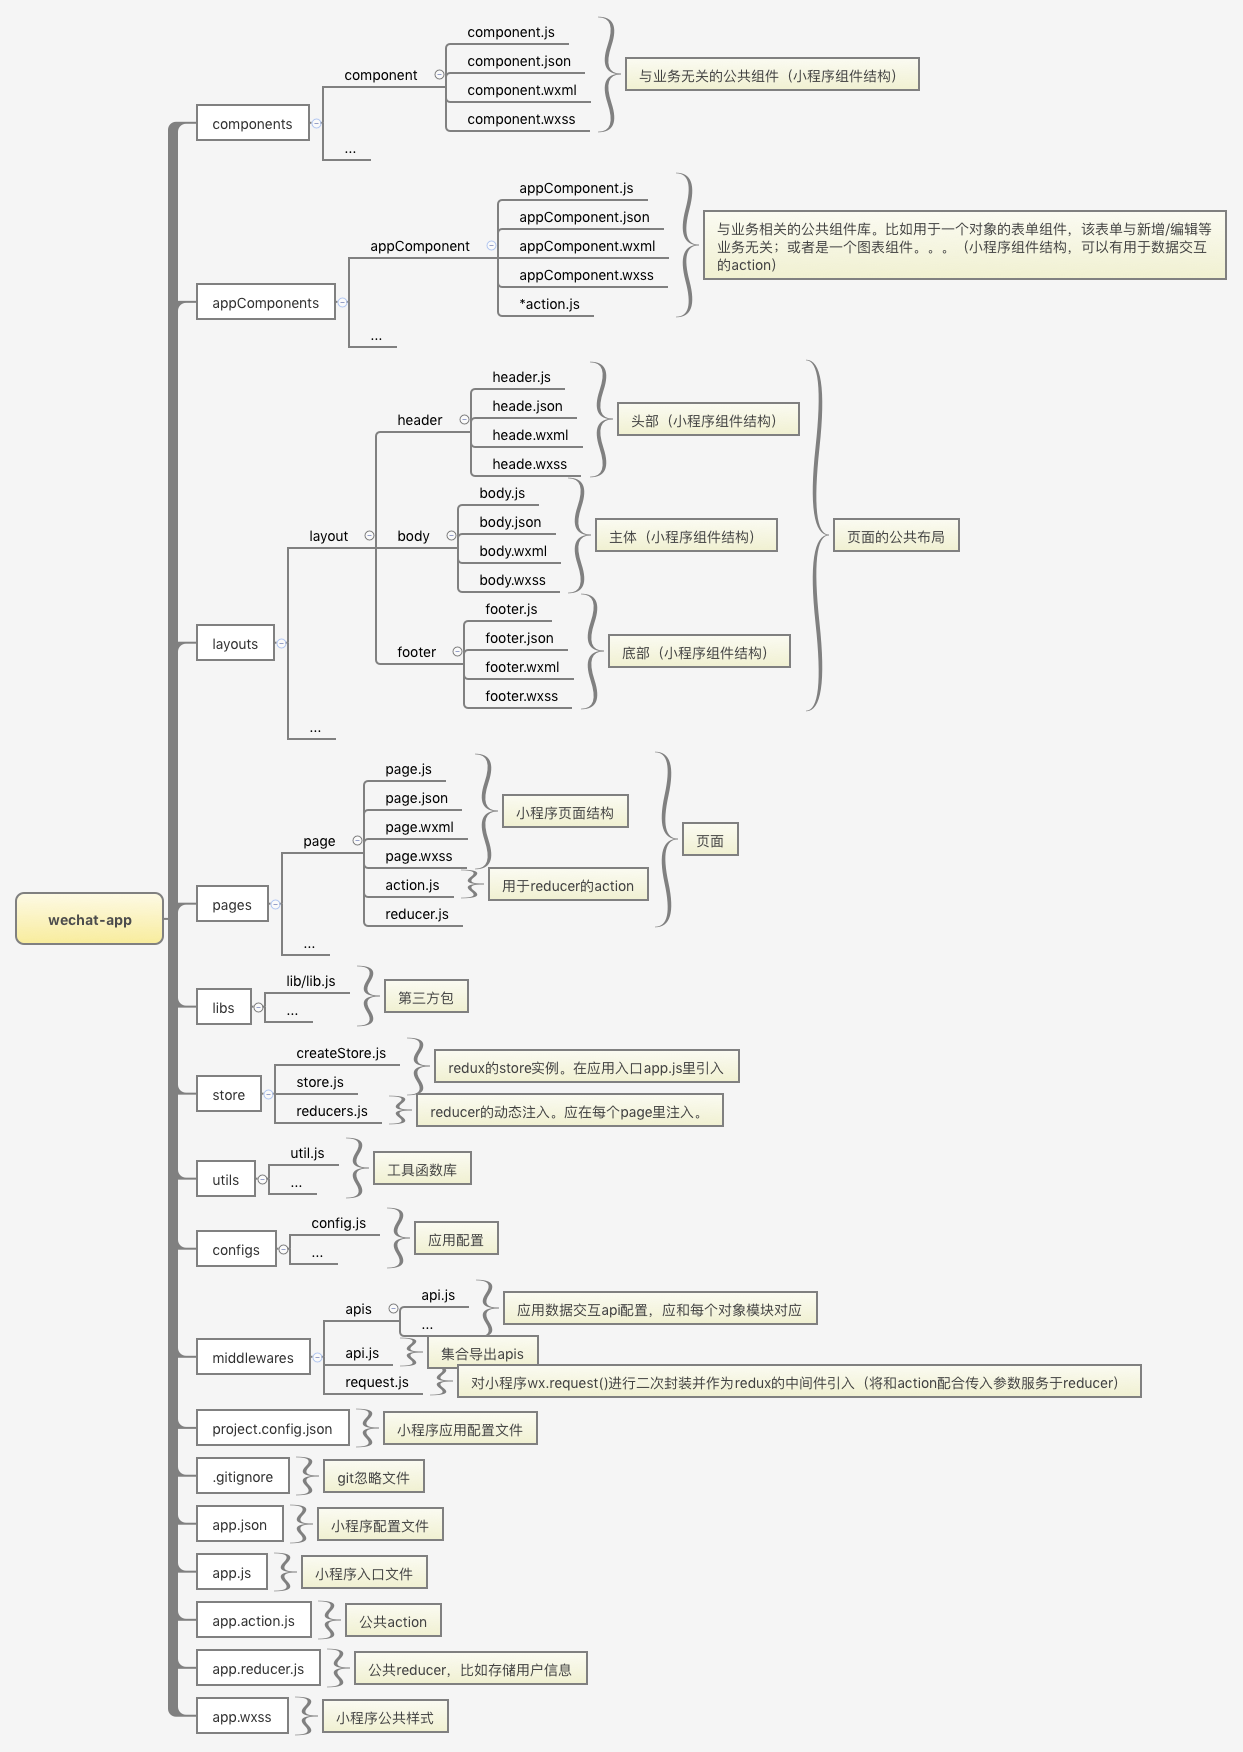 component.js
component.json
component
component.wxml
component.wxss
与业务无关的公共组件（小程序组件结构）
components
...
appComponent.js
appComponent.json
appComponent
appComponent.wxml
appComponent.wxss
*action.js
与业务相关的公共组件库。比如用于一个对象的表单组件，该表单与新增/编辑等
业务无关；或者是一个图表组件。。。（小程序组件结构，可以有用于数据交互
的action）
appComponents
...
header.js
heade.json
header
heade.wxml
heade.wxss
头部（小程序组件结构）
body.js
body.json
layout
body
body.wxml
body.wxss
主体（小程序组件结构）
页面的公共布局
footer.js
footer.json
footer
footer.wxml
footer.wxss
底部（小程序组件结构）
layouts
...
page.js
page.json
page
page.wxml
page.wxss
小程序页面结构
页面
action.js
用于reducer的action
reducer.js
pages
...
wechat-app
lib/lib.js
libs
...
第三方包
createStore.js
store.js
redux的store实例。在应用入口app.js里引入
store
reducers.js
reducer的动态注入。应在每个page里注入。
util.js
utils
...
工具函数库
config.js
configs
...
应用配置
api.js
apis
...
应用数据交互api配置，应和每个对象模块对应
middlewares
api.js
集合导出apis
request.js
对小程序wx.request()进行二次封装并作为redux的中间件引入（将和action配合传入参数服务于reducer）
project.config.json
小程序应用配置文件
.gitignore
git忽略文件
app.json
小程序配置文件
app.js
小程序入口文件
app.action.js
公共action
app.reducer.js
公共reducer，比如存储用户信息
app.wxss
小程序公共样式